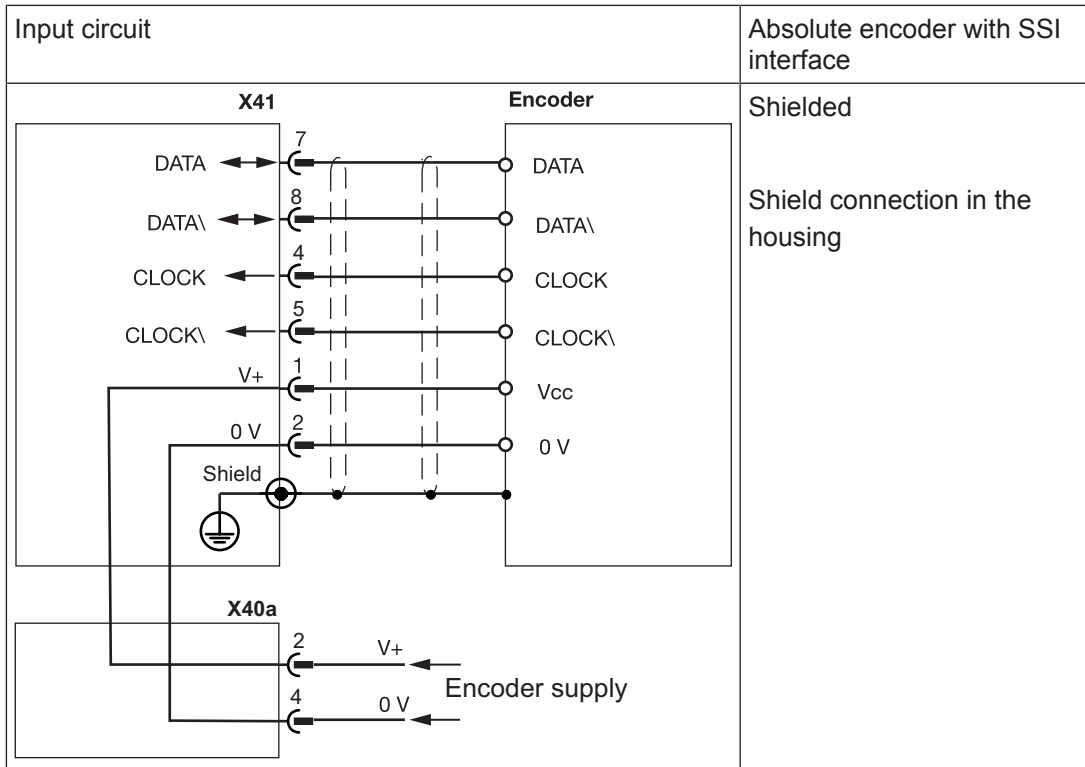 Input circuit
Absolute encoder with SSI
interface
Shielded
Shield connection in the
housing
X41
Encoder
DATA
7
DATA
DATA\
8
DATA\
CLOCK
4
CLOCK
CLOCK\
5
CLOCK\
V+
1
Vcc
0 V
2
0 V
Shield
X40a
2
V+
Encoder supply
4
0 V